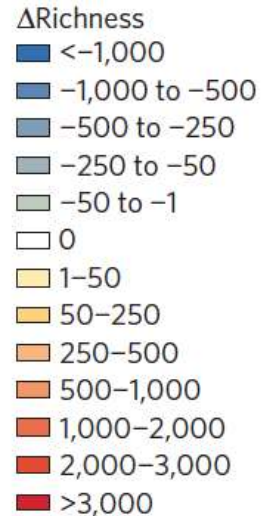 ΔRichness
<–1,000
–1,000 to –500
–500 to –250
–250 to –50
–50 to –1
0
1–50
50–250
250–500
500–1,000
1,000–2,000
2,000–3,000
>3,000